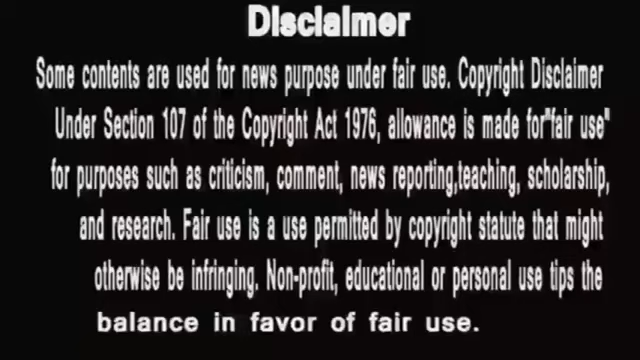 Disclaimer
Some contents are used for news purpose under fair use. Copyright Disclaimer
Under Section 107 of the Copyright Act 1976, allowance is made for"fair use"
for purposes such as criticism, comment, news reporting,teaching, scholarship,
and research. Fair use is a use permitted by copyright statute that might
otherwise be infringing. Non-profit, educational or personal use tips the
balance in favor of fair use.